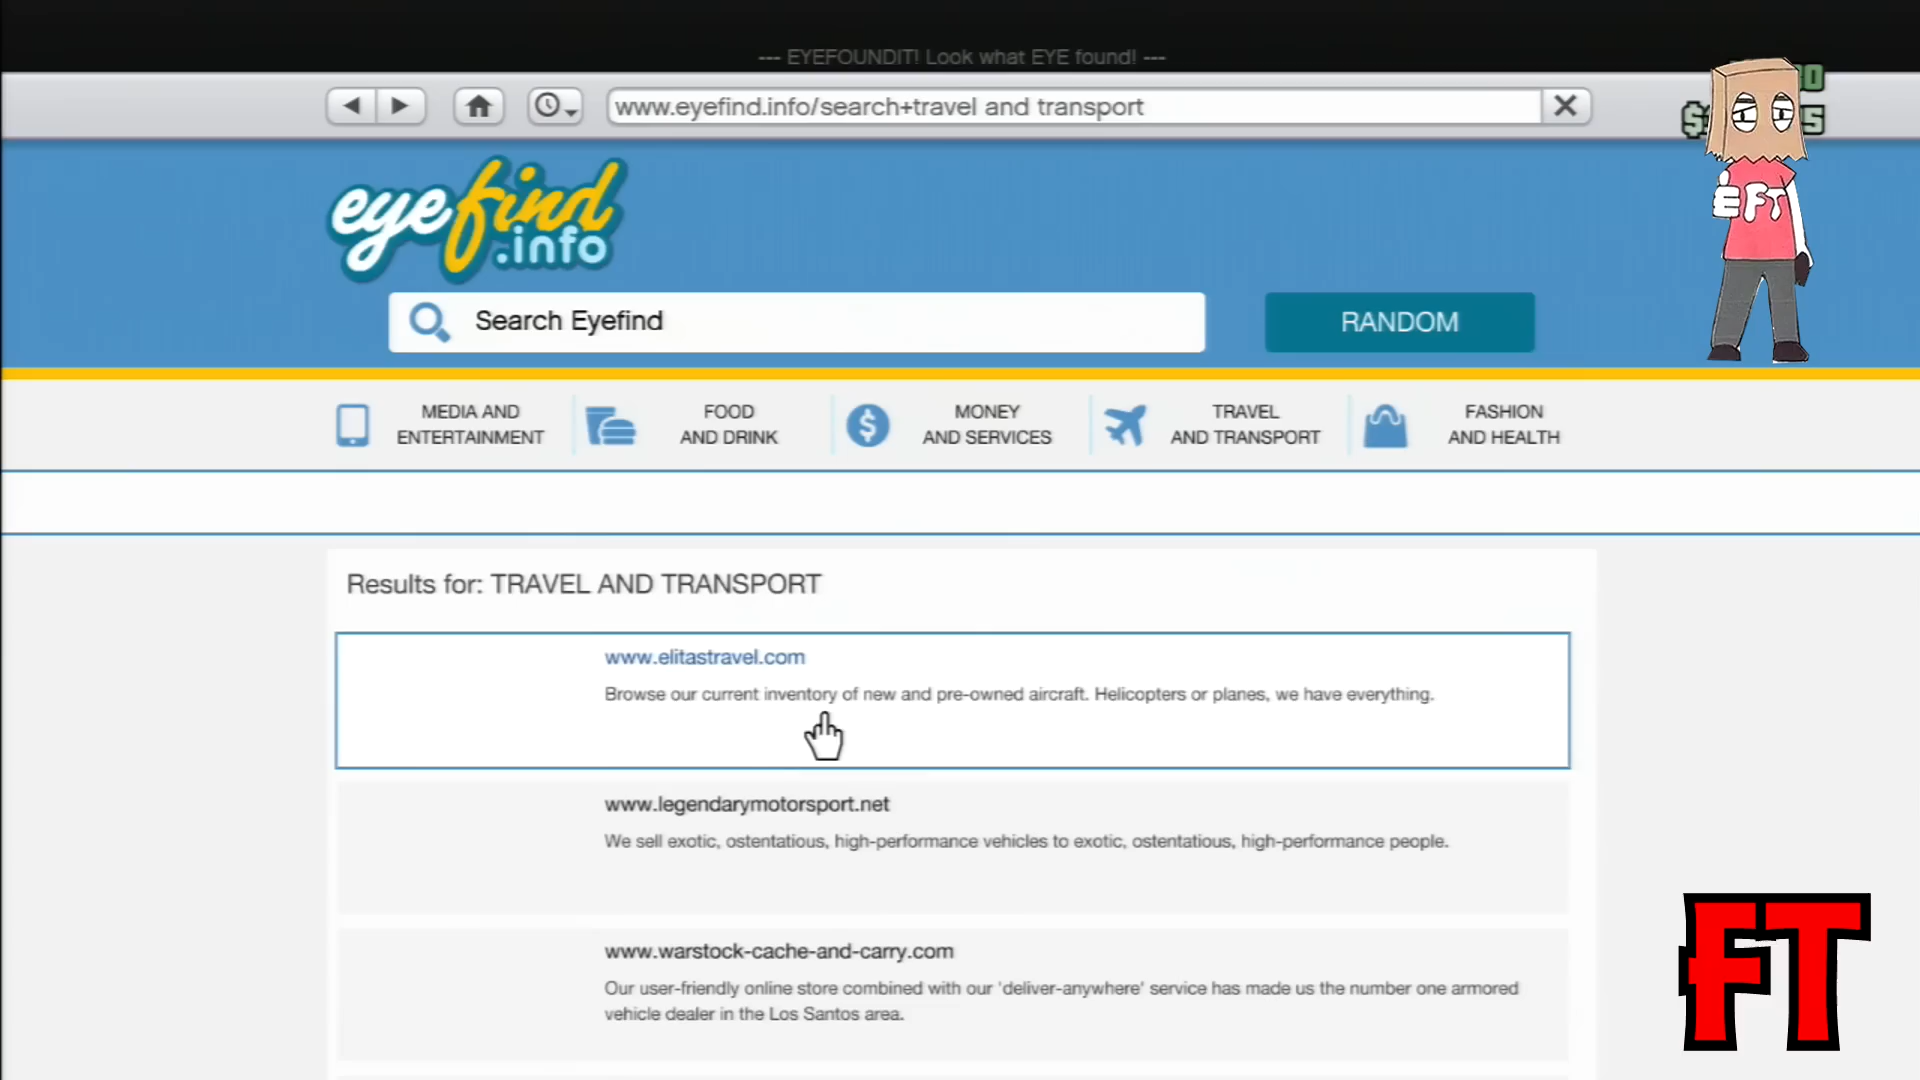 --- EYEFOUNDIT! Look what EYE found! ---
www.eyefind.info/search+travel and transport
eyefind
.info
Search Eyefind
RANDOM
MEDIA AND
ENTERTAINMENT
FOOD
AND DRINK
MONEY
AND SERVICES
TRAVEL
AND TRANSPORT
FASHION
AND HEALTH
Results for: TRAVEL AND TRANSPORT
www.elitastravel.com
Browse our current inventory of new and pre-owned aircraft. Helicopters or planes, we have everything.
www.legendarymotorsport.net
We sell exotic, ostentatious, high-performance vehicles to exotic, ostentatious, high-performance people.
www.warstock-cache-and-carry.com
Our user-friendly online store combined with our 'deliver-anywhere' service has made us the number one armored
vehicle dealer in the Los Santos area.
FT
FT